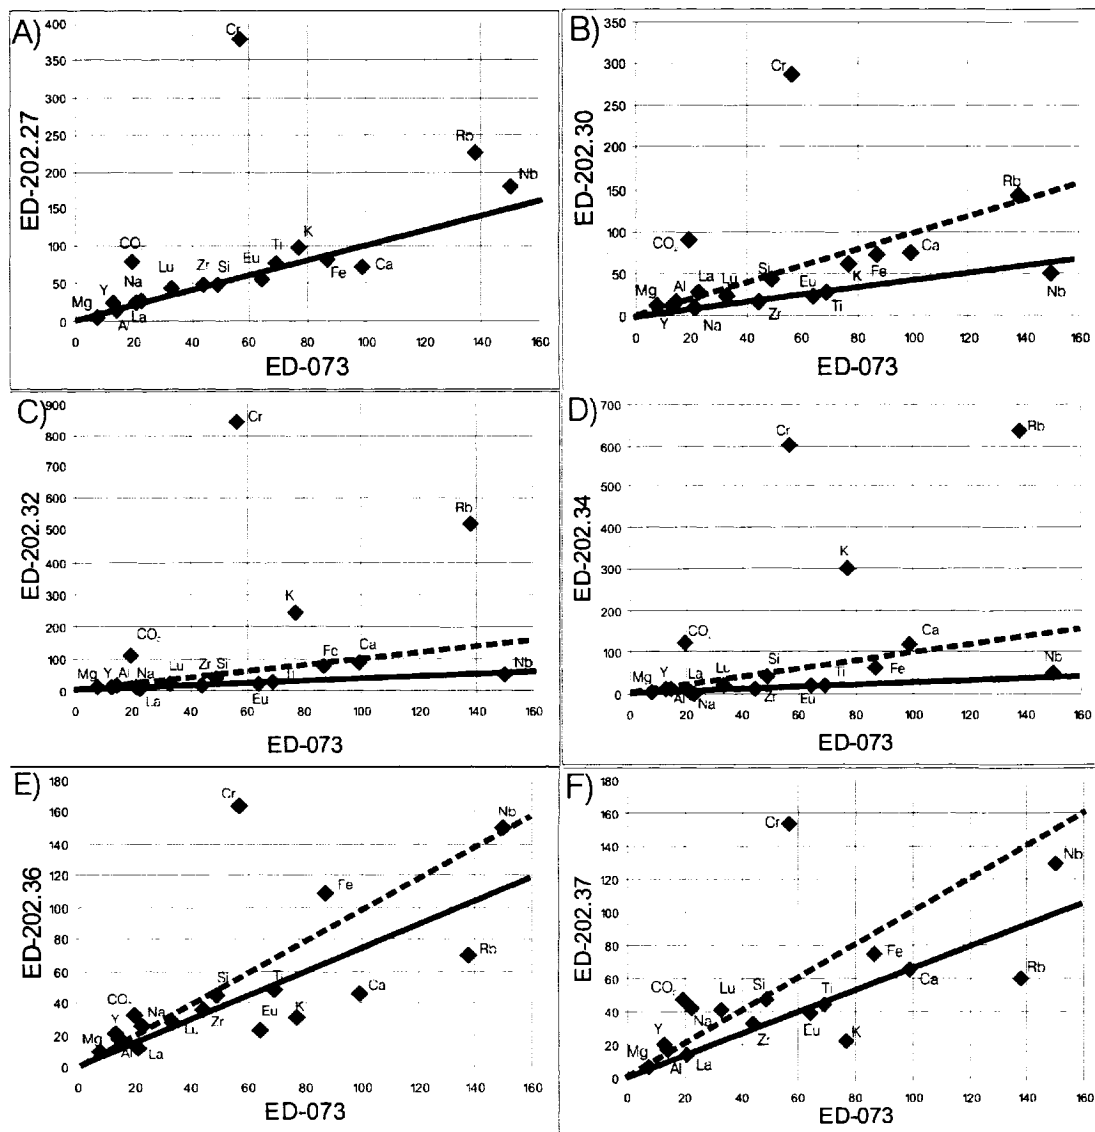 A)
400
350
300
250
200
150
100
50
0
ED-202.27
Cr
Rb
Nb
CO₂
Lu
Zr
Si
Eu
Ti
K
Fe
Ca
Y
Na
Mg
Al
La
0 20 40 60 80 100 120 140 160
ED-073
B)
350
300
250
200
150
100
50
0
ED-202.30
Cr
Rb
CO₂
La
Lu
Si
Ca
Fe
K
Mg
Al
Eu
Nb
Y
Na
Zr
Ti
0 20 40 60 80 100 120 140 160
ED-073
C)
900
800
700
600
500
400
300
200
100
0
ED-202.32
Cr
Rb
K
CO₂
Mg
Y
Al
Na
Lu
Zr
Si
Fe
Ca
Ti
Nb
La
Eu
0 20 40 60 80 100 120 140 160
ED-073
D)
700
600
500
400
300
200
100
0
ED-202.34
Cr
Rb
K
CO₂
Ca
Si
Fe
Mg
Y
La
Lu
Ti
Nb
Al
Na
Zr
Eu
0 20 40 60 80 100 120 140 160
ED-073
E)
180
160
140
120
100
80
60
40
20
0
ED-202.36
Cr
Nb
Fe
Rb
Si
Ti
Ca
CO₂
Na
Y
Lu
Zr
Eu
K
Mg
Al
La
0 20 40 60 80 100 120 140 160
ED-073
F)
180
160
140
120
100
80
60
40
20
0
ED-202.37
Cr
Nb
Fe
Ca
Rb
CO₂
Lu
Si
Ti
Na
Y
Zr
Eu
K
Mg
Al
La
0 20 40 60 80 100 120 140 160
ED-073